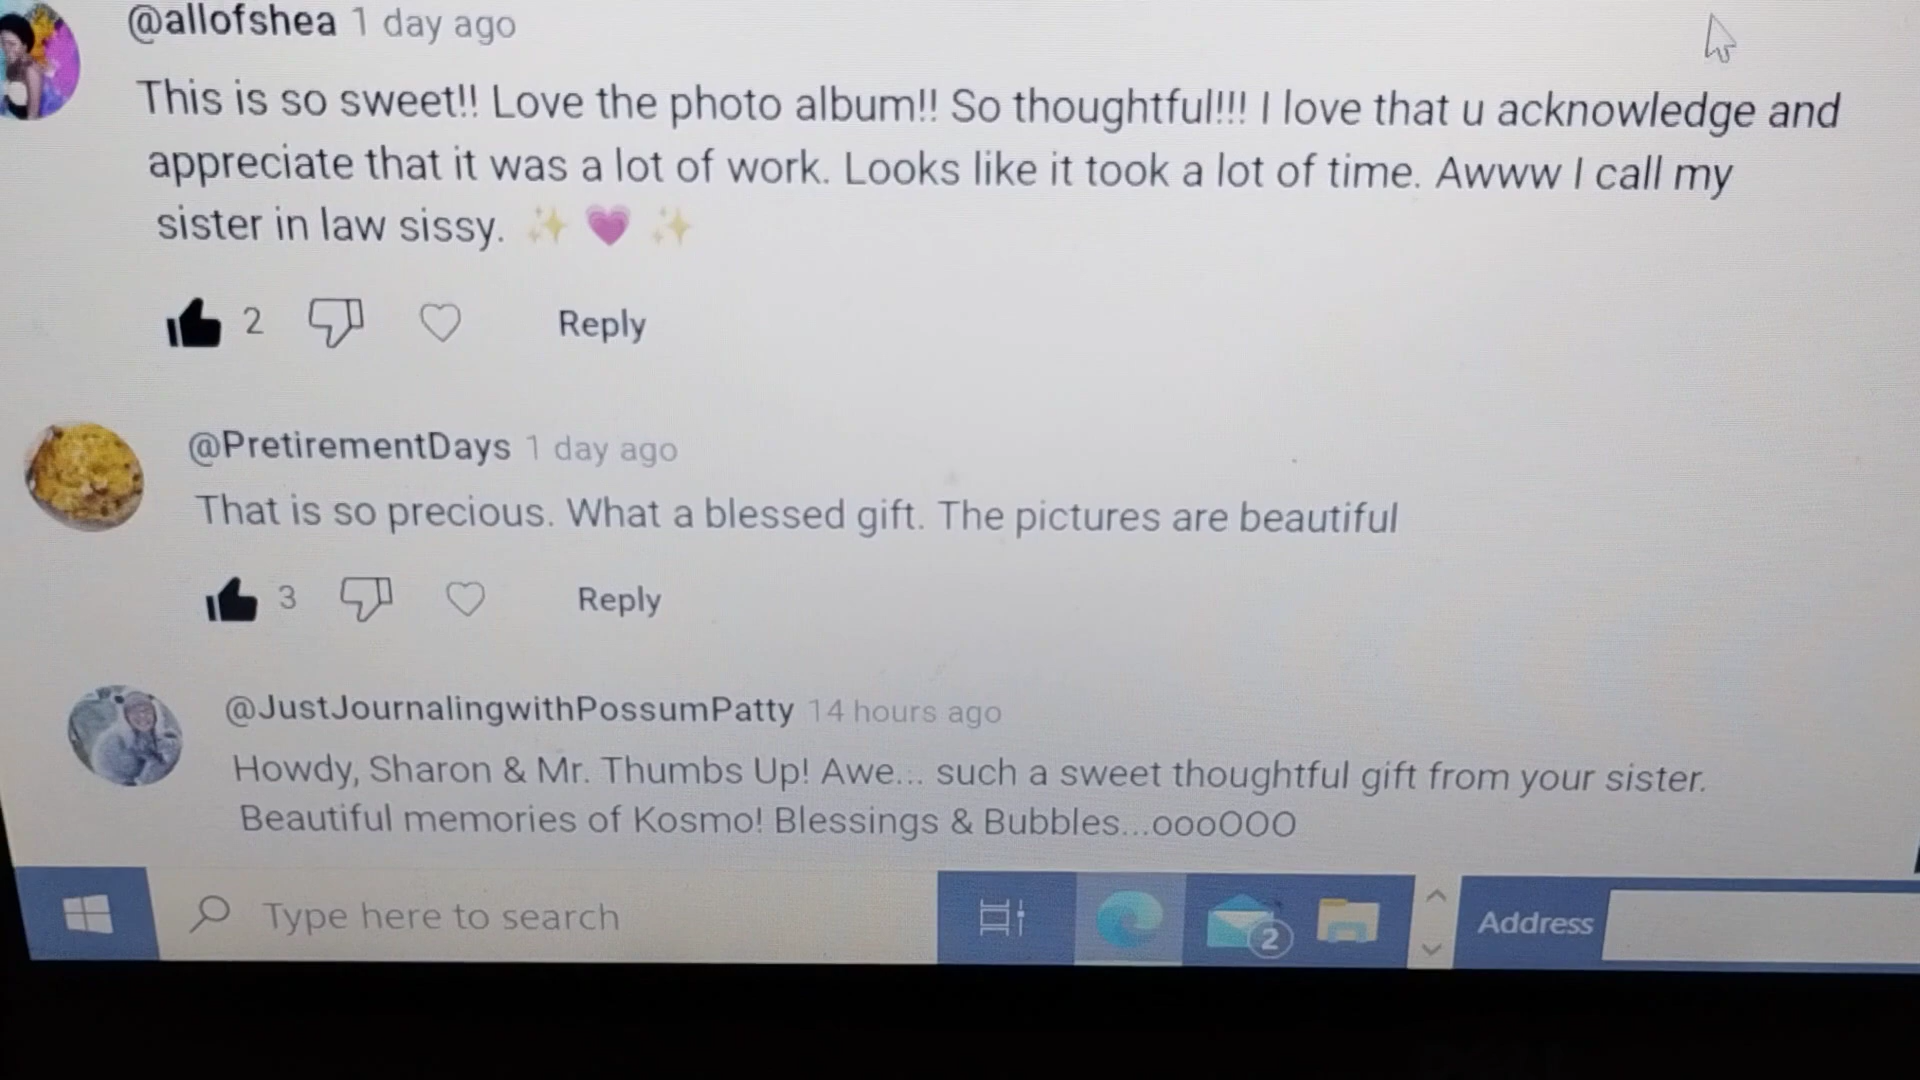 @allofshea 1 day ago
This is so sweet!! Love the photo album!! So thoughtful!!! I love that u acknowledge and
appreciate that it was a lot of work. Looks like it took a lot of time. Awww I call my
sister in law sissy. ✨ 💗 ✨
2 Reply
@PretirementDays 1 day ago
That is so precious. What a blessed gift. The pictures are beautiful
3 Reply
@JustJournalingwithPossumPatty 14 hours ago
Howdy, Sharon & Mr. Thumbs Up! Awe... such a sweet thoughtful gift from your sister.
Beautiful memories of Kosmo! Blessings & Bubbles...oooOOO
Type here to search 2 Address